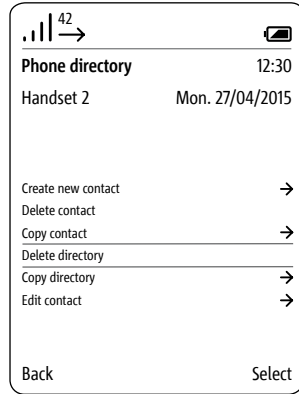 42
Phone directory 12:30
Handset 2 Mon. 27/04/2015
Create new contact
Delete contact
Copy contact
Delete directory
Copy directory
Edit contact
Back Select